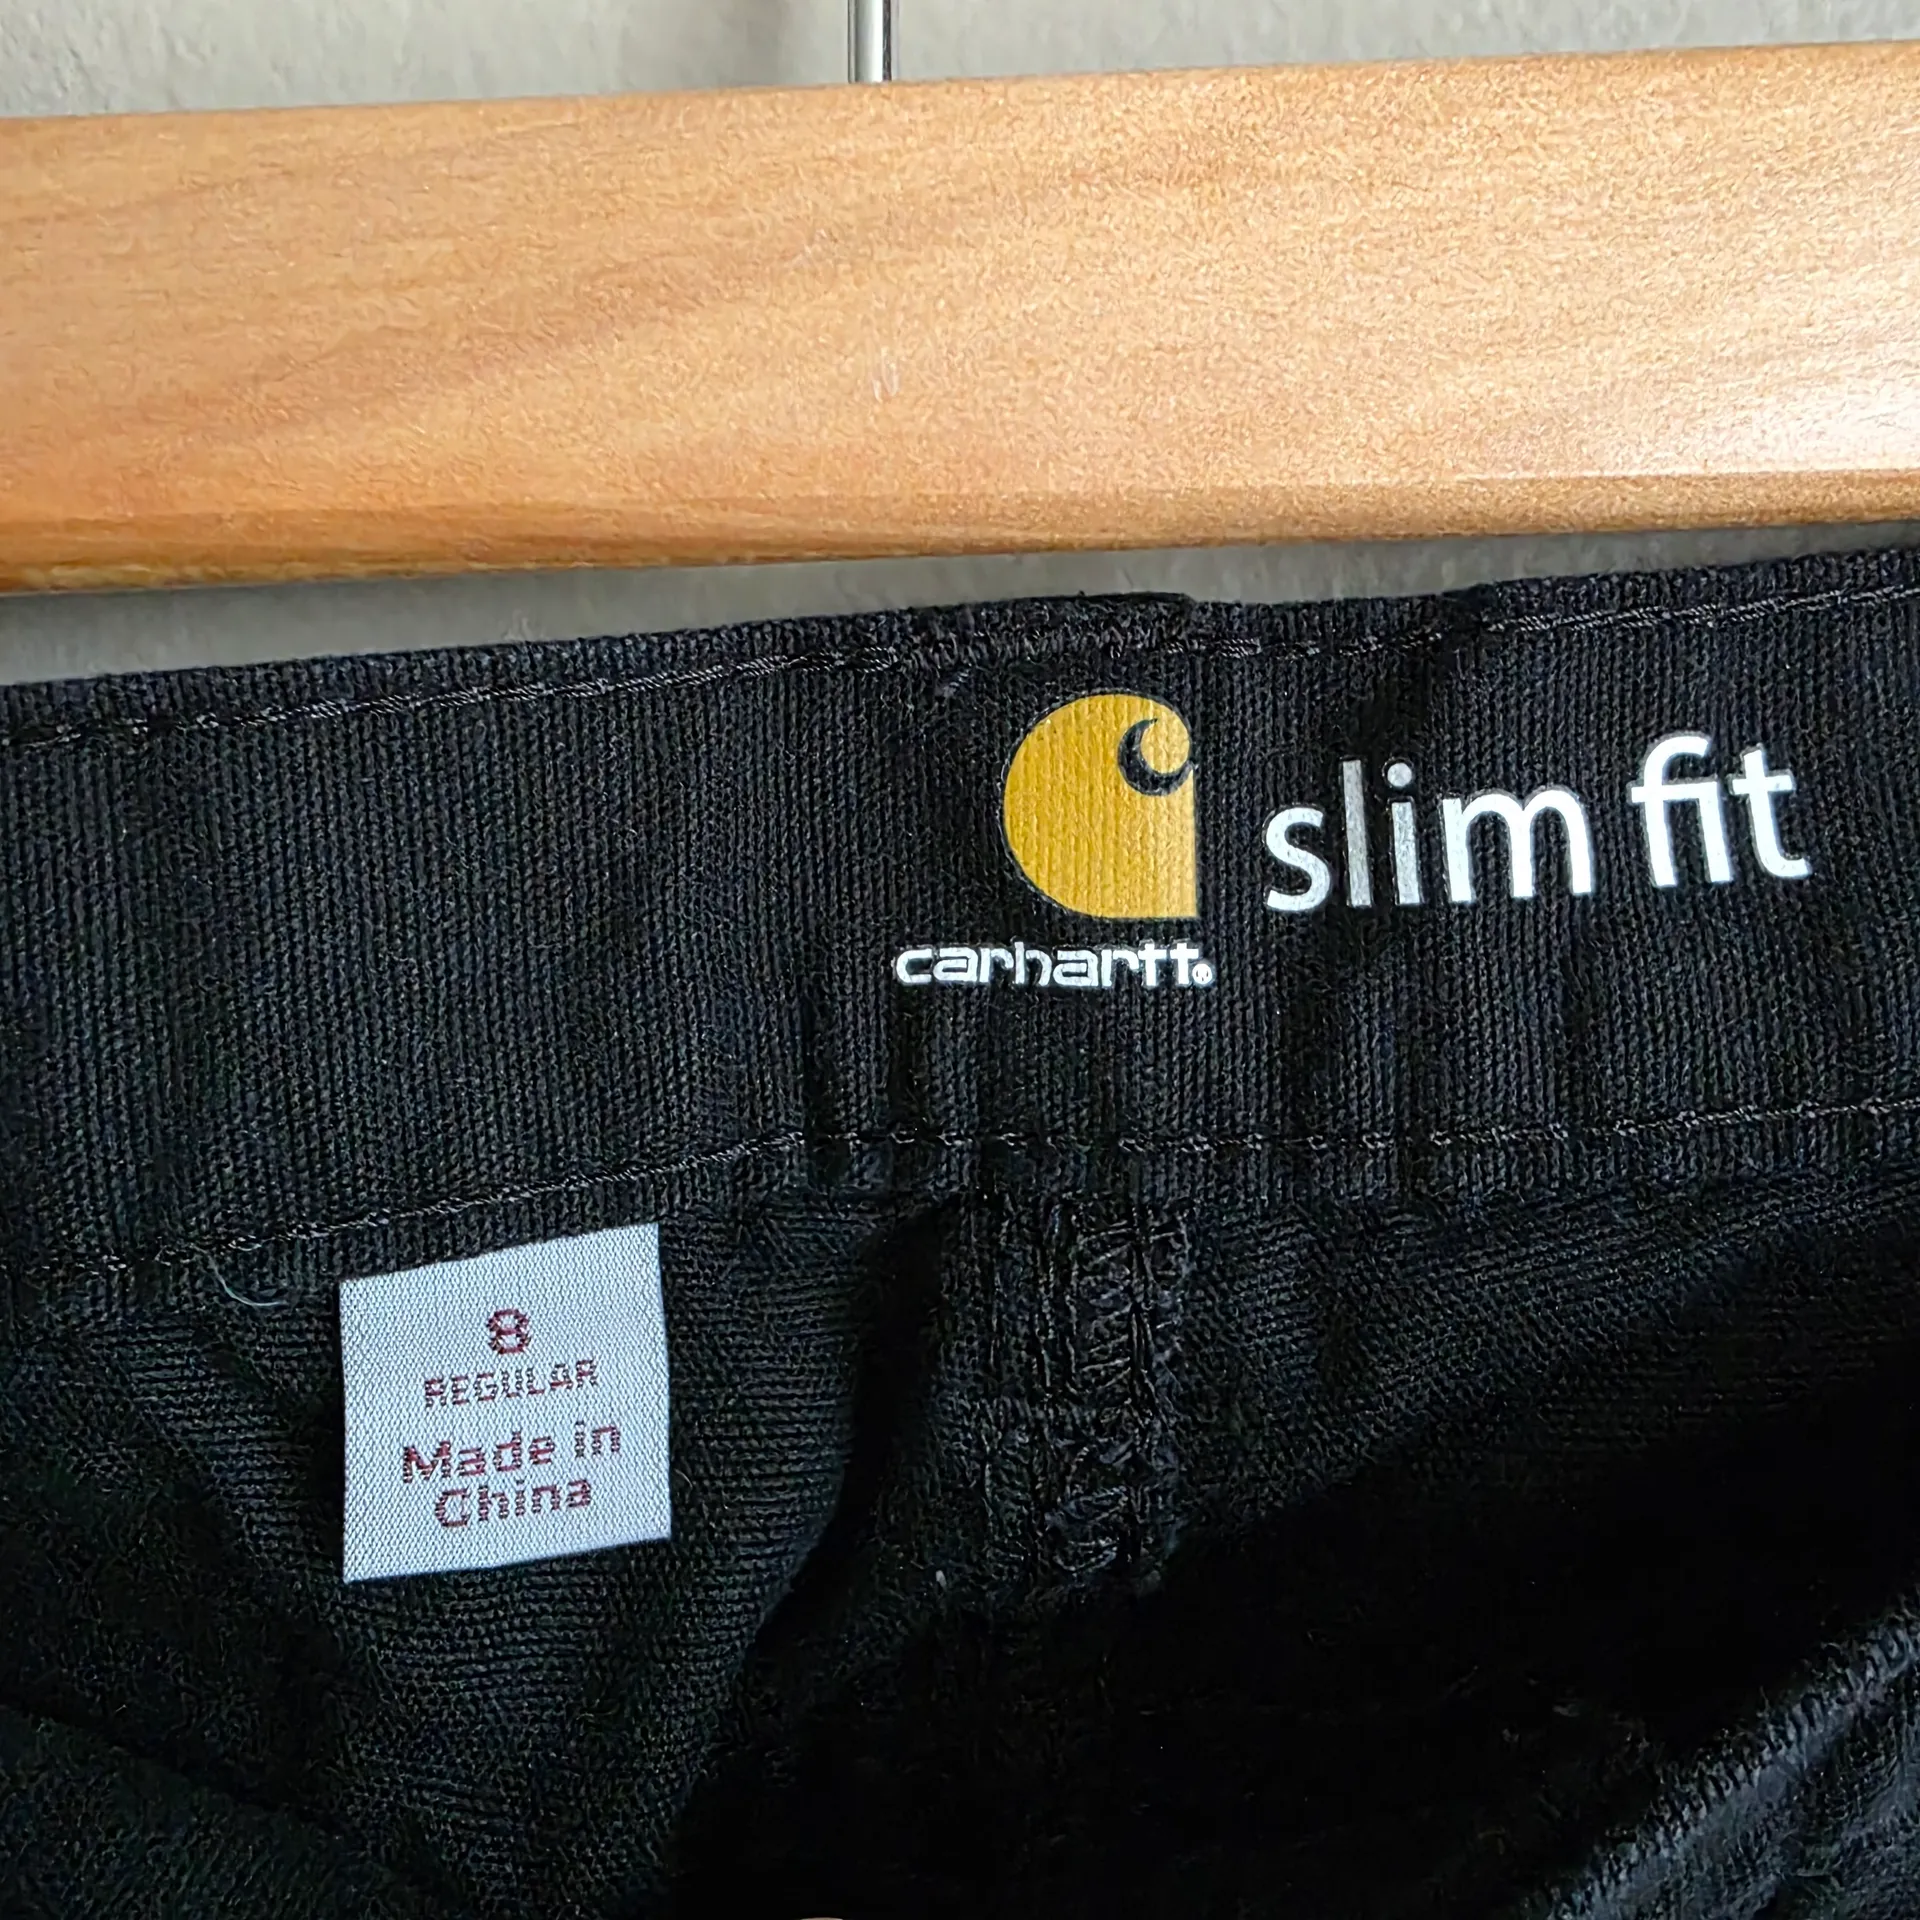 slim fit
carhartt®
8
REGULAR
Made in
China